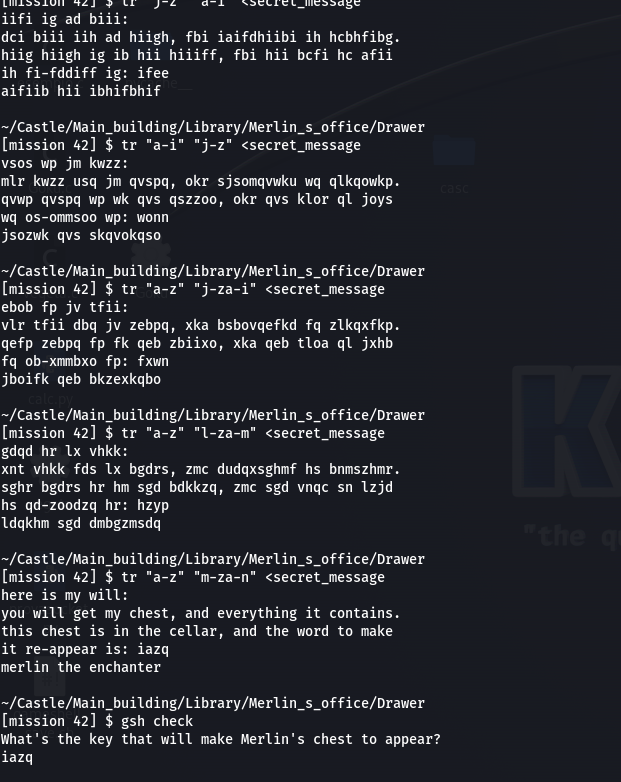 [mission 42] $ tr "j-z" "a-i" <secret_message
iifi ig ad biii:
dci biii iih ad hiigh, fbi iaifdhiibi ih hcbhfibg.
hiig hiigh ig ib hii hiiiff, fbi hii bcfi hc afii
ih fi-fddiff ig: ifee
aifiib hii ibhifbhif
~/Castle/Main_building/Library/Merlin_s_office/Drawer
[mission 42] $ tr "a-i" "j-z" <secret_message
vsos wp jm kwzz:
mlr kwzz usq jm qvspq, okr sjsomqvwku wq qlkqowkp.
qvwp qvspq wp wk qvs qszzoo, okr qvs klor ql joys
wq os-ommsoo wp: wonn
jsozwk qvs skqvokqso
~/Castle/Main_building/Library/Merlin_s_office/Drawer
[mission 42] $ tr "a-z" "j-za-i" <secret_message
ebob fp jv tfii:
vlr tfii dbq jv zebpq, xka bsbovqefkd fq zlkqxfkp.
qefp zebpq fp fk qeb zbiixo, xka qeb tloa ql jxhb
fq ob-xmmbxo fp: fxwn
jboifk qeb bkzexkqbo
~/Castle/Main_building/Library/Merlin_s_office/Drawer
[mission 42] $ tr "a-z" "l-za-m" <secret_message
gdqd hr lx vhkk:
xnt vhkk fds lx bgdrs, zmc dudqxsghmf hs bnmszhmr.
sghr bgdrs hr hm sgd bdkkzq, zmc sgd vnqc sn lzjd
hs qd-zoodzq hr: hzyp
ldqkhm sgd dmbgzmsdq
~/Castle/Main_building/Library/Merlin_s_office/Drawer
[mission 42] $ tr "a-z" "m-za-n" <secret_message
here is my will:
you will get my chest, and everything it contains.
this chest is in the cellar, and the word to make
it re-appear is: iazq
merlin the enchanter
~/Castle/Main_building/Library/Merlin_s_office/Drawer
[mission 42] $ gsh check
What's the key that will make Merlin's chest to appear?
iazq
casc
calc.py
K
"the qu